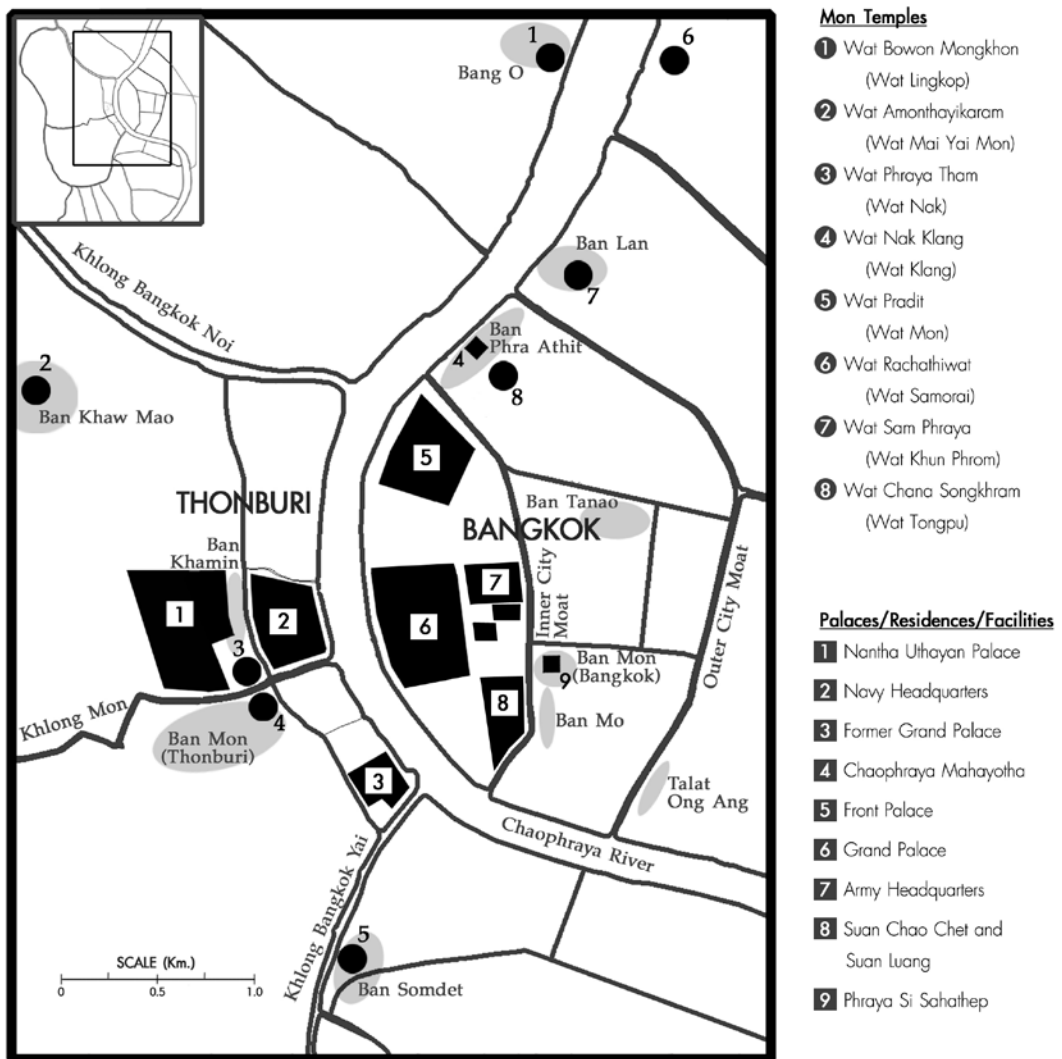 1
Bang O
6
Khlong Bangkok Noi
Ban Lan
7
Ban
Phra Athit
4
8
2
Ban Khaw Mao
5
THONBURI
Ban Tanao
BANGKOK
Ban
Khamin
Inner City
Moat
Outer City Moat
1
2
6
7
3
Ban Mon
(Bangkok)
9
8
Ban Mo
Khlong Mon
4
Ban Mon
(Thonburi)
3
Talat
Ong Ang
Chaophraya River
Khlong Bangkok Yai
5
Ban Somdet
SCALE (Km.)
0 0.5 1.0
Mon Temples
1 Wat Bowon Mongkhon
(Wat Lingkop)
2 Wat Amonthayikaram
(Wat Mai Yai Mon)
3 Wat Phraya Tham
(Wat Nak)
4 Wat Nak Klang
(Wat Klang)
5 Wat Pradit
(Wat Mon)
6 Wat Rachathiwat
(Wat Samorai)
7 Wat Sam Phraya
(Wat Khun Phrom)
8 Wat Chana Songkhram
(Wat Tongpu)
Palaces/Residences/Facilities
1 Nantha Uthayan Palace
2 Navy Headquarters
3 Former Grand Palace
4 Chaophraya Mahayotha
5 Front Palace
6 Grand Palace
7 Army Headquarters
8 Suan Chao Chet and
Suan Luang
9 Phraya Si Sahathep